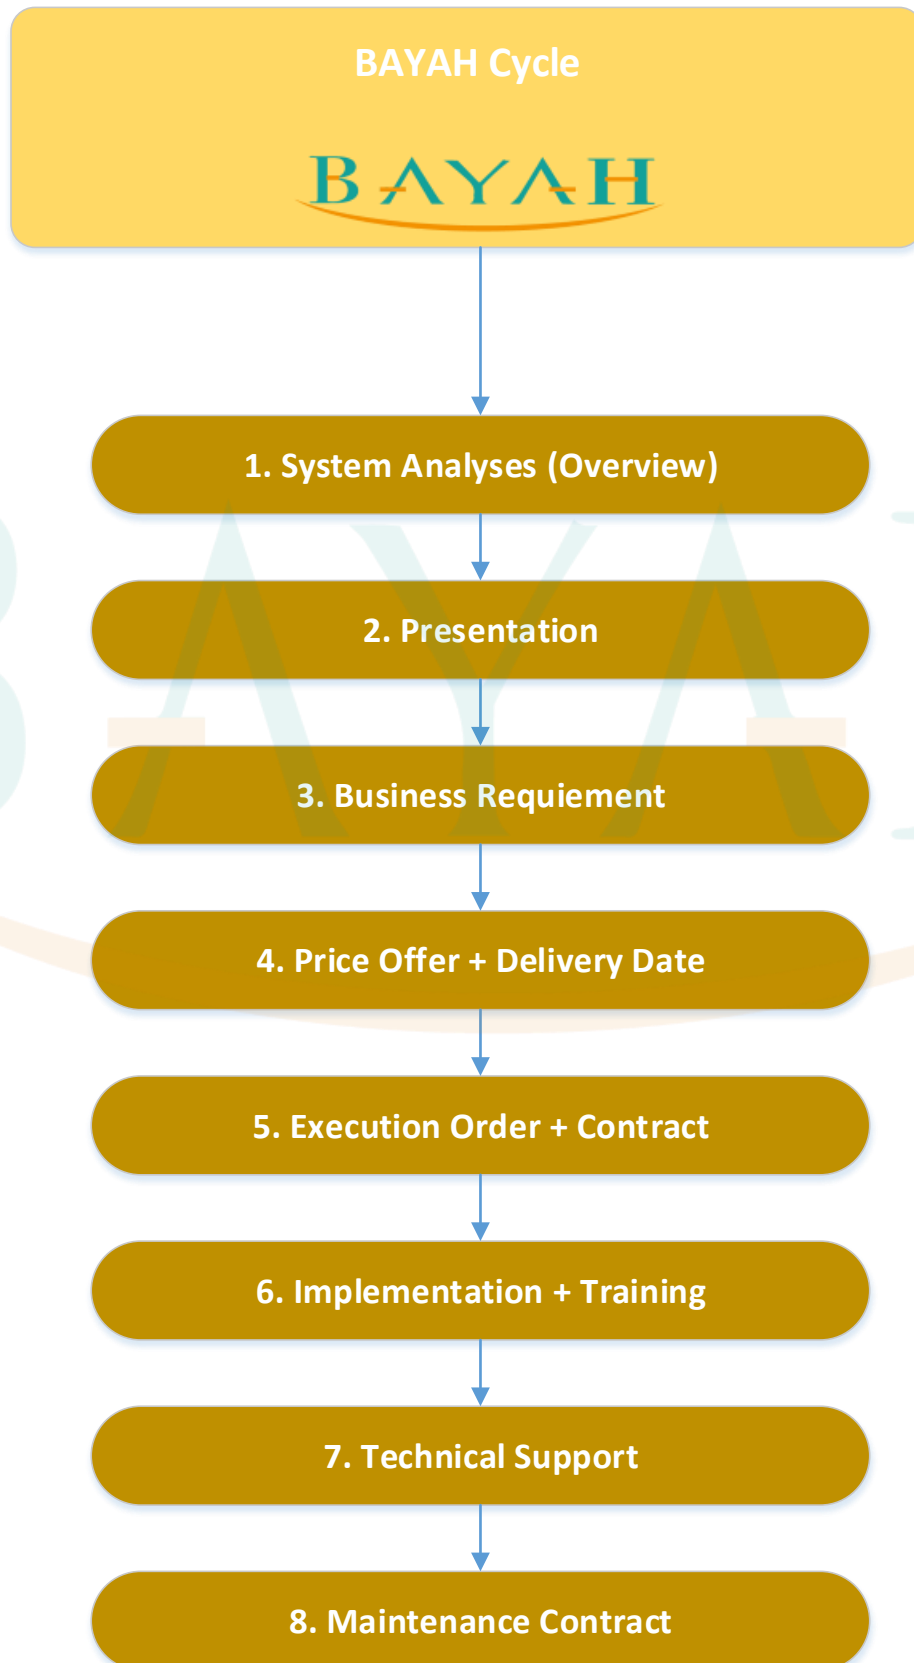 BAYAH Cycle
BAYAH
1. System Analyses (Overview)
2. Presentation
3. Business Requiement
4. Price Offer + Delivery Date
5. Execution Order + Contract
6. Implementation + Training
7. Technical Support
8. Maintenance Contract